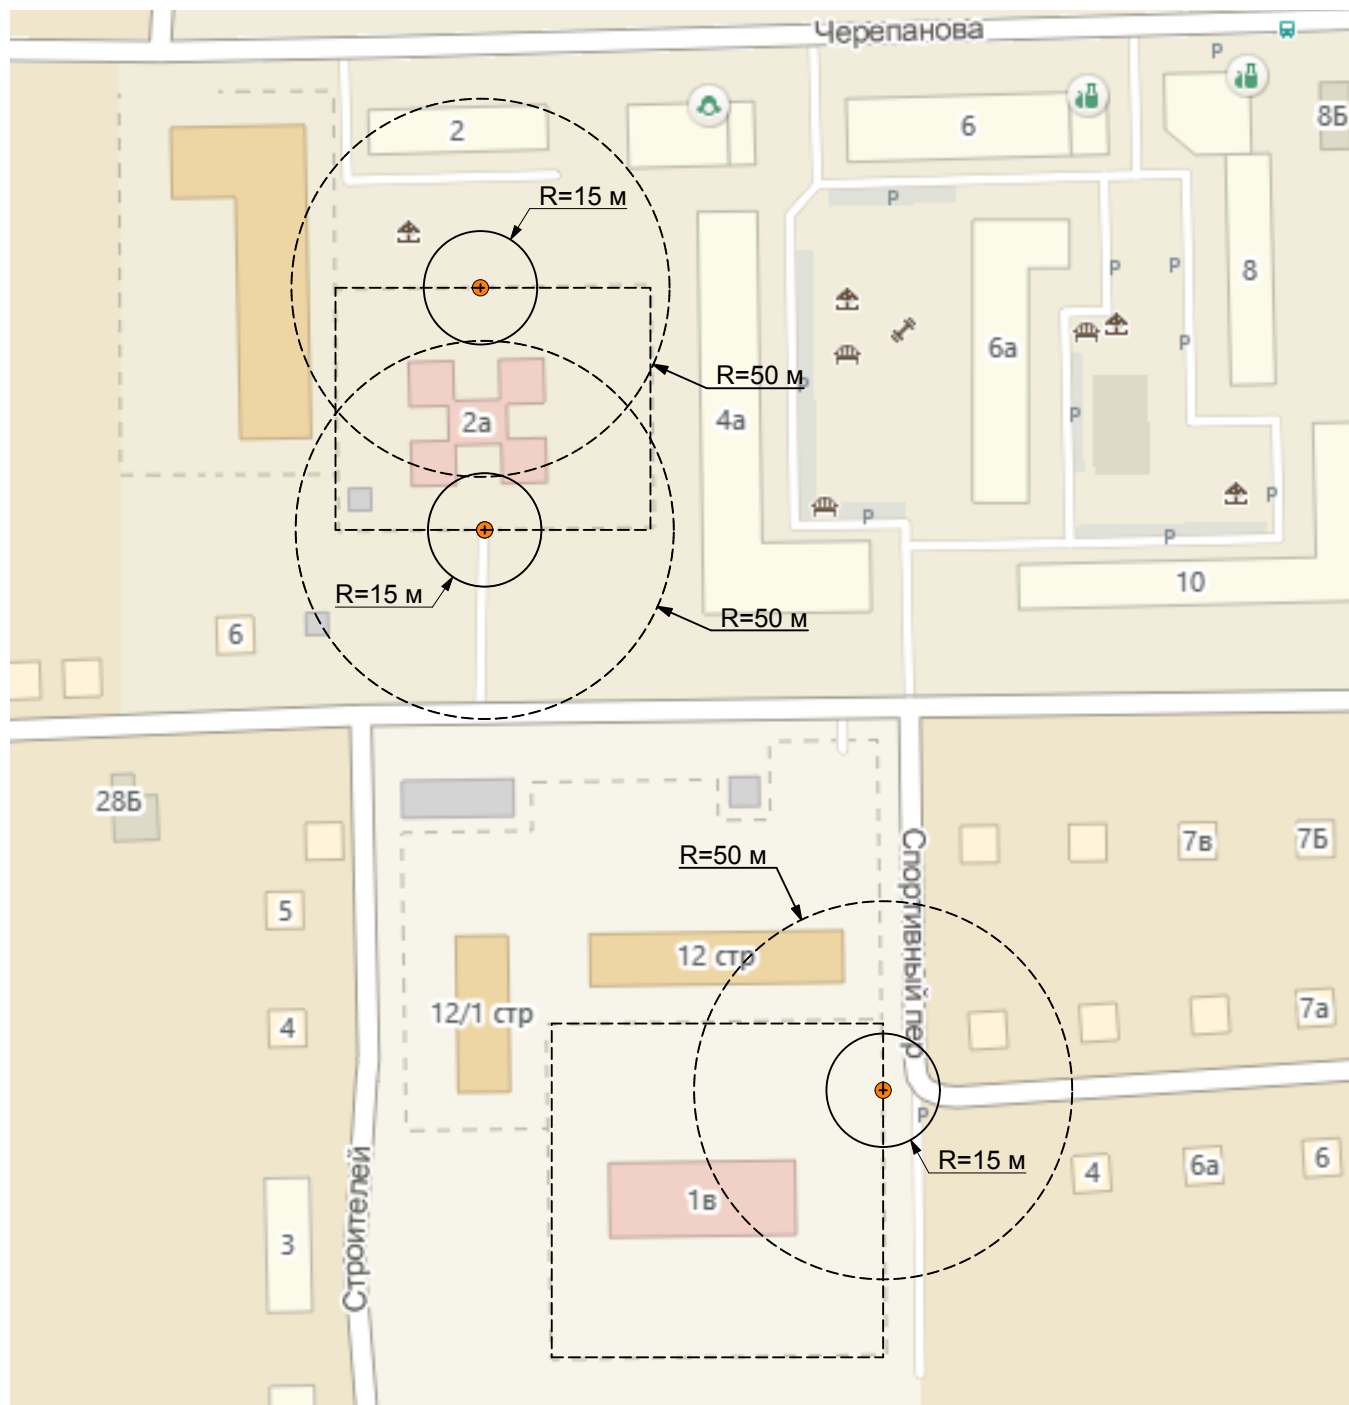 Черепанова
P
2
6
8Б
R=15 м
P
P
P
8
6а
P
R=50 м
P
4а
P
2а
P
P
P
10
R=15 м
R=50 м
6
28Б
5
7в
7Б
R=50 м
Спортивный пер
12 стр
12/1 стр
4
7а
P
R=15 м
4
6а
6
1в
3
Строителей